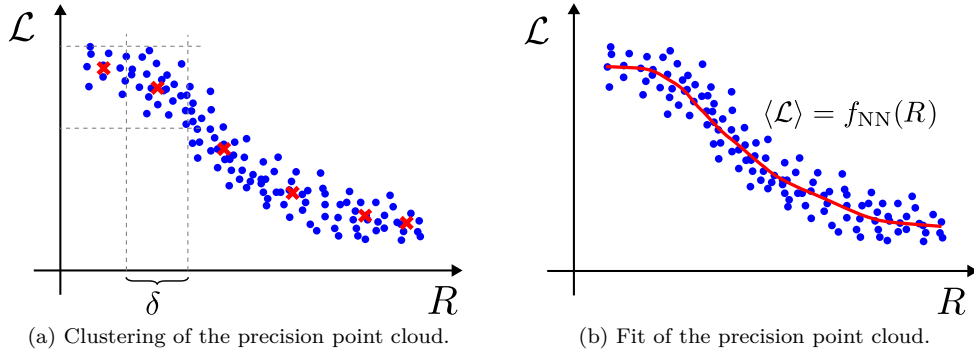 ℒ
δ
R
(a) Clustering of the precision point cloud.
ℒ
⟨ℒ⟩ = f_NN(R)
R
(b) Fit of the precision point cloud.